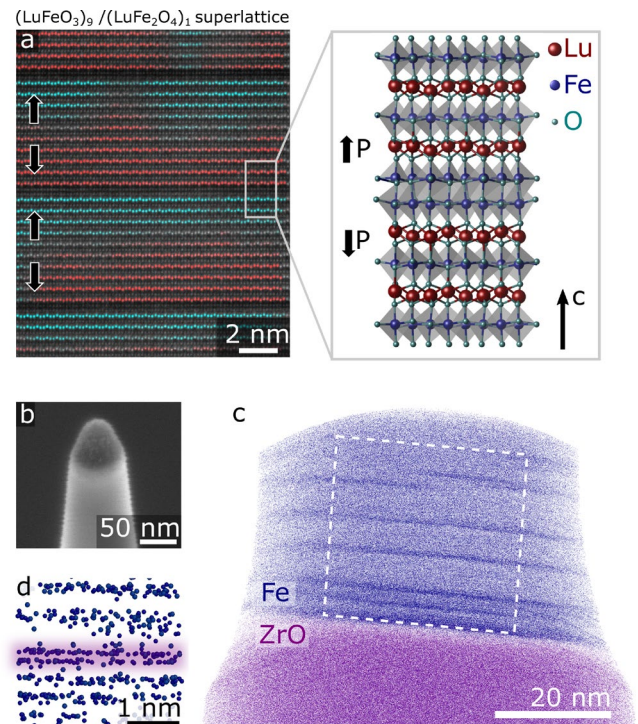 (LuFeO3)9 /(LuFe2O4)1 superlattice
a
2 nm
P
P
c
Lu
Fe
O
b
50 nm
c
Fe
ZrO
20 nm
d
1 nm